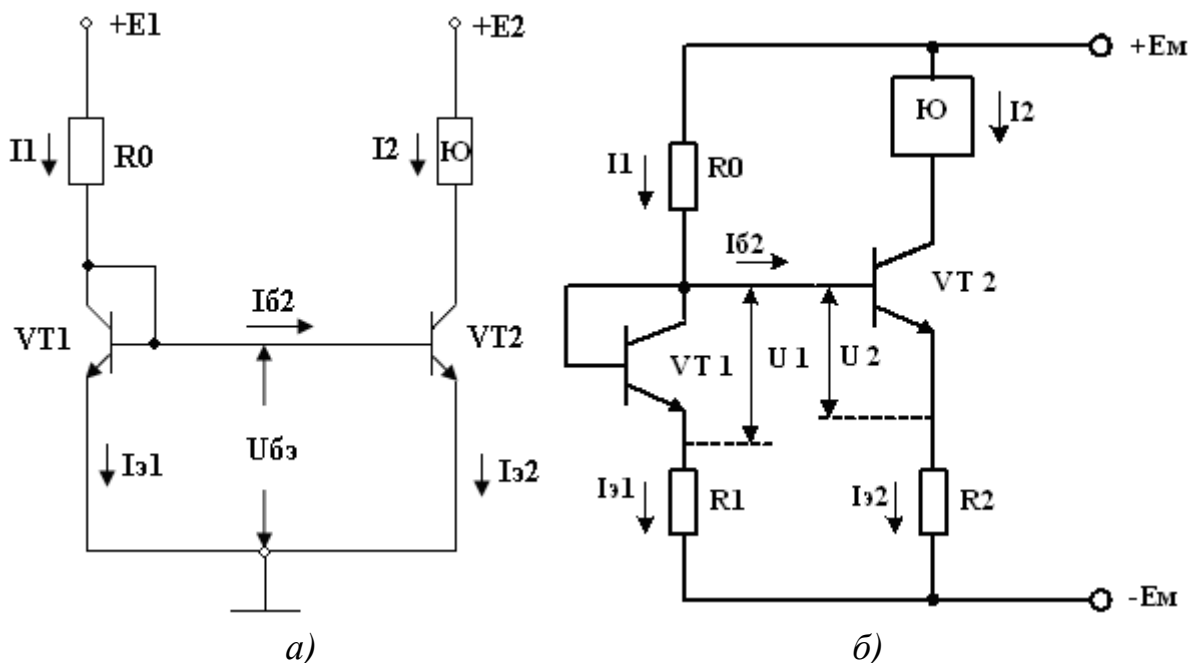 +E1
+E2
I1
R0
I2
Ю
Iб2
VT1
VT2
Uбэ
Iэ1
Iэ2
а)
+Eм
Ю
I2
I1
R0
Iб2
VT 2
VT 1
U 1
U 2
Iэ1
R1
Iэ2
R2
-Eм
б)